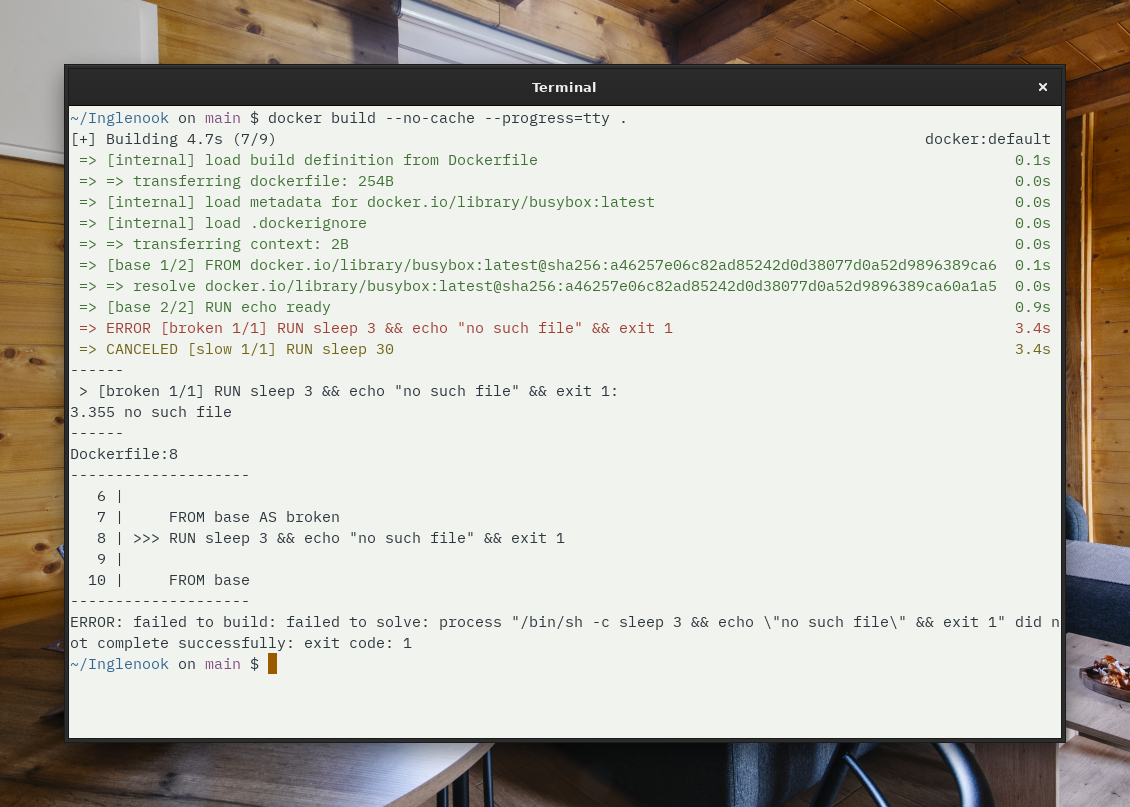 Terminal
~/Inglenook on main $ docker build --no-cache --progress=tty .
[+] Building 4.7s (7/9) docker:default
=> [internal] load build definition from Dockerfile 0.1s
=> => transferring dockerfile: 254B 0.0s
=> [internal] load metadata for docker.io/library/busybox:latest 0.0s
=> [internal] load .dockerignore 0.0s
=> => transferring context: 2B 0.0s
=> [base 1/2] FROM docker.io/library/busybox:latest@sha256:a46257e06c82ad85242d0d38077d0a52d9896389ca6 0.1s
=> => resolve docker.io/library/busybox:latest@sha256:a46257e06c82ad85242d0d38077d0a52d9896389ca60a1a5 0.0s
=> [base 2/2] RUN echo ready 0.9s
=> ERROR [broken 1/1] RUN sleep 3 && echo "no such file" && exit 1 3.4s
=> CANCELED [slow 1/1] RUN sleep 30 3.4s
------
> [broken 1/1] RUN sleep 3 && echo "no such file" && exit 1:
3.355 no such file
------
Dockerfile:8
--------------------
6 |
7 | FROM base AS broken
8 | >>> RUN sleep 3 && echo "no such file" && exit 1
9 |
10 | FROM base
--------------------
ERROR: failed to build: failed to solve: process "/bin/sh -c sleep 3 && echo \"no such file\" && exit 1" did n
ot complete successfully: exit code: 1
~/Inglenook on main $